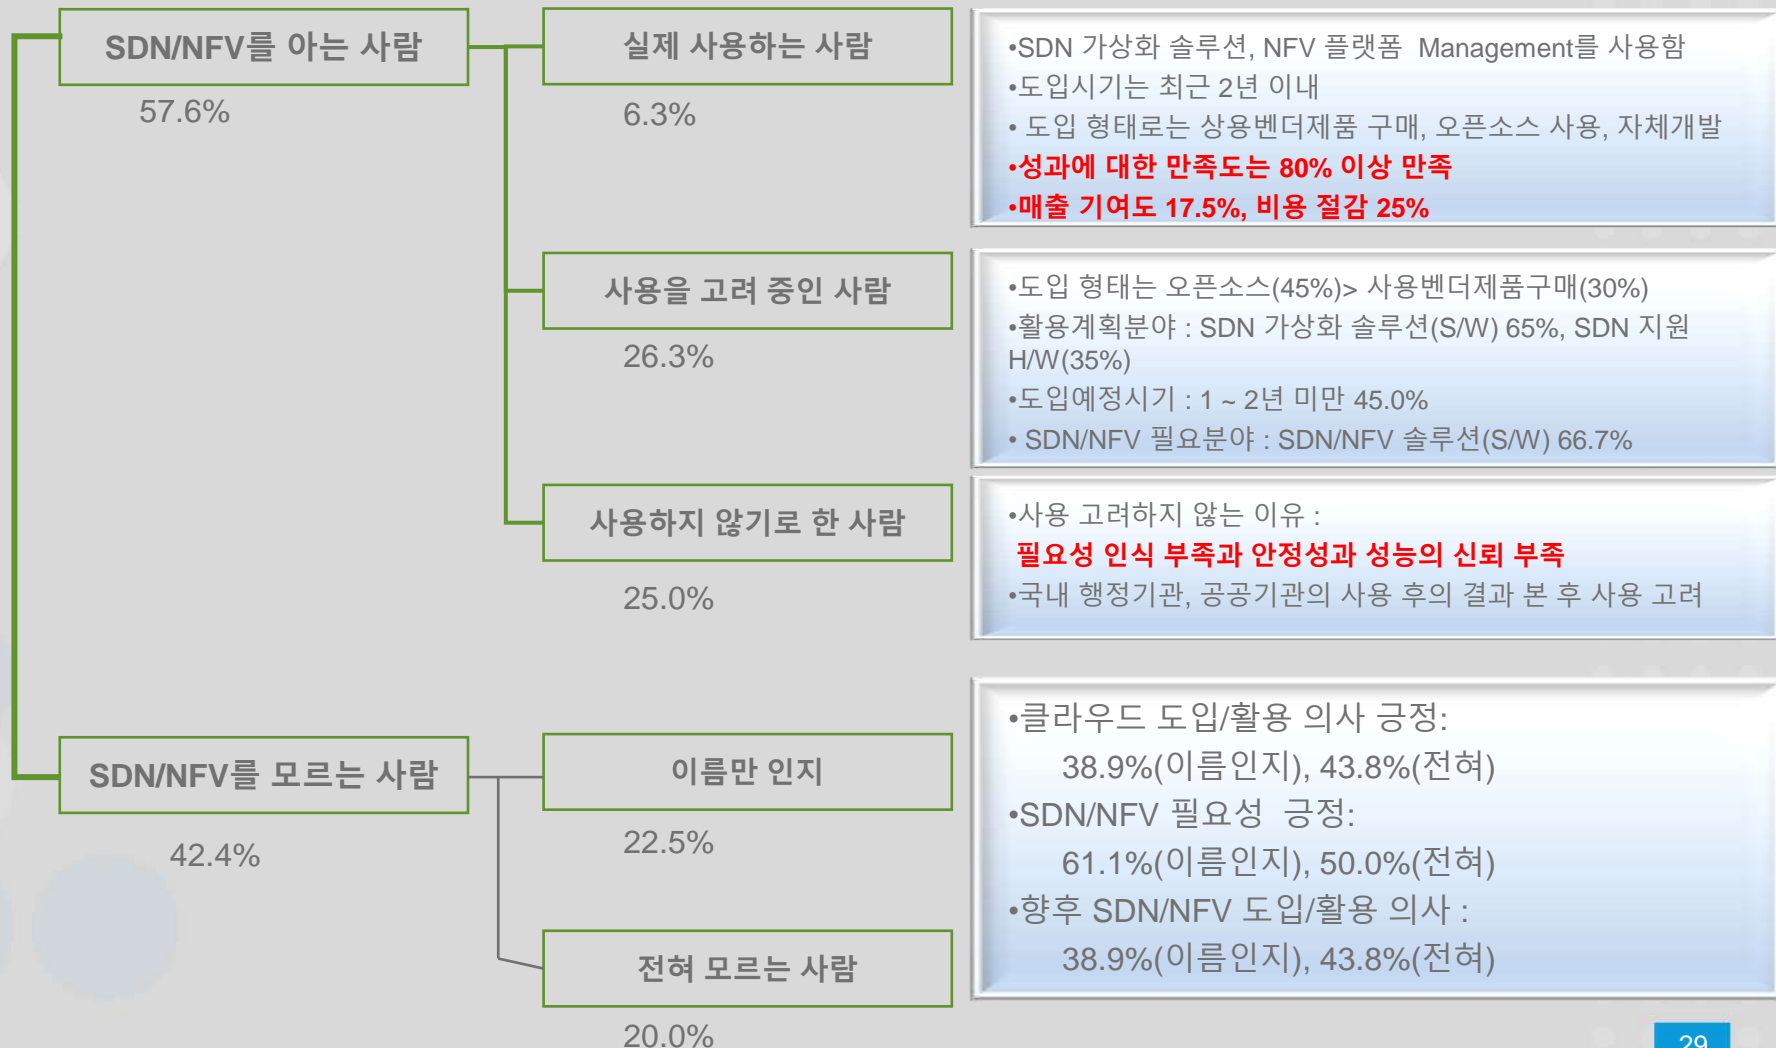 SDN/NFV를 아는 사람
57.6%
실제 사용하는 사람
6.3%
•SDN 가상화 솔루션, NFV 플랫폼 Management를 사용함
•도입시기는 최근 2년 이내
• 도입 형태로는 상용벤더제품 구매, 오픈소스 사용, 자체개발
•성과에 대한 만족도는 80% 이상 만족
•매출 기여도 17.5%, 비용 절감 25%
사용을 고려 중인 사람
26.3%
•도입 형태는 오픈소스(45%)> 사용벤더제품구매(30%)
•활용계획분야 : SDN 가상화 솔루션(S/W) 65%, SDN 지원
H/W(35%)
•도입예정시기 : 1 ~ 2년 미만 45.0%
• SDN/NFV 필요분야 : SDN/NFV 솔루션(S/W) 66.7%
사용하지 않기로 한 사람
25.0%
•사용 고려하지 않는 이유 :
필요성 인식 부족과 안정성과 성능의 신뢰 부족
•국내 행정기관, 공공기관의 사용 후의 결과 본 후 사용 고려
SDN/NFV를 모르는 사람
42.4%
이름만 인지
22.5%
전혀 모르는 사람
20.0%
•클라우드 도입/활용 의사 긍정:
38.9%(이름인지), 43.8%(전혀)
•SDN/NFV 필요성 긍정:
61.1%(이름인지), 50.0%(전혀)
•향후 SDN/NFV 도입/활용 의사 :
38.9%(이름인지), 43.8%(전혀)
29